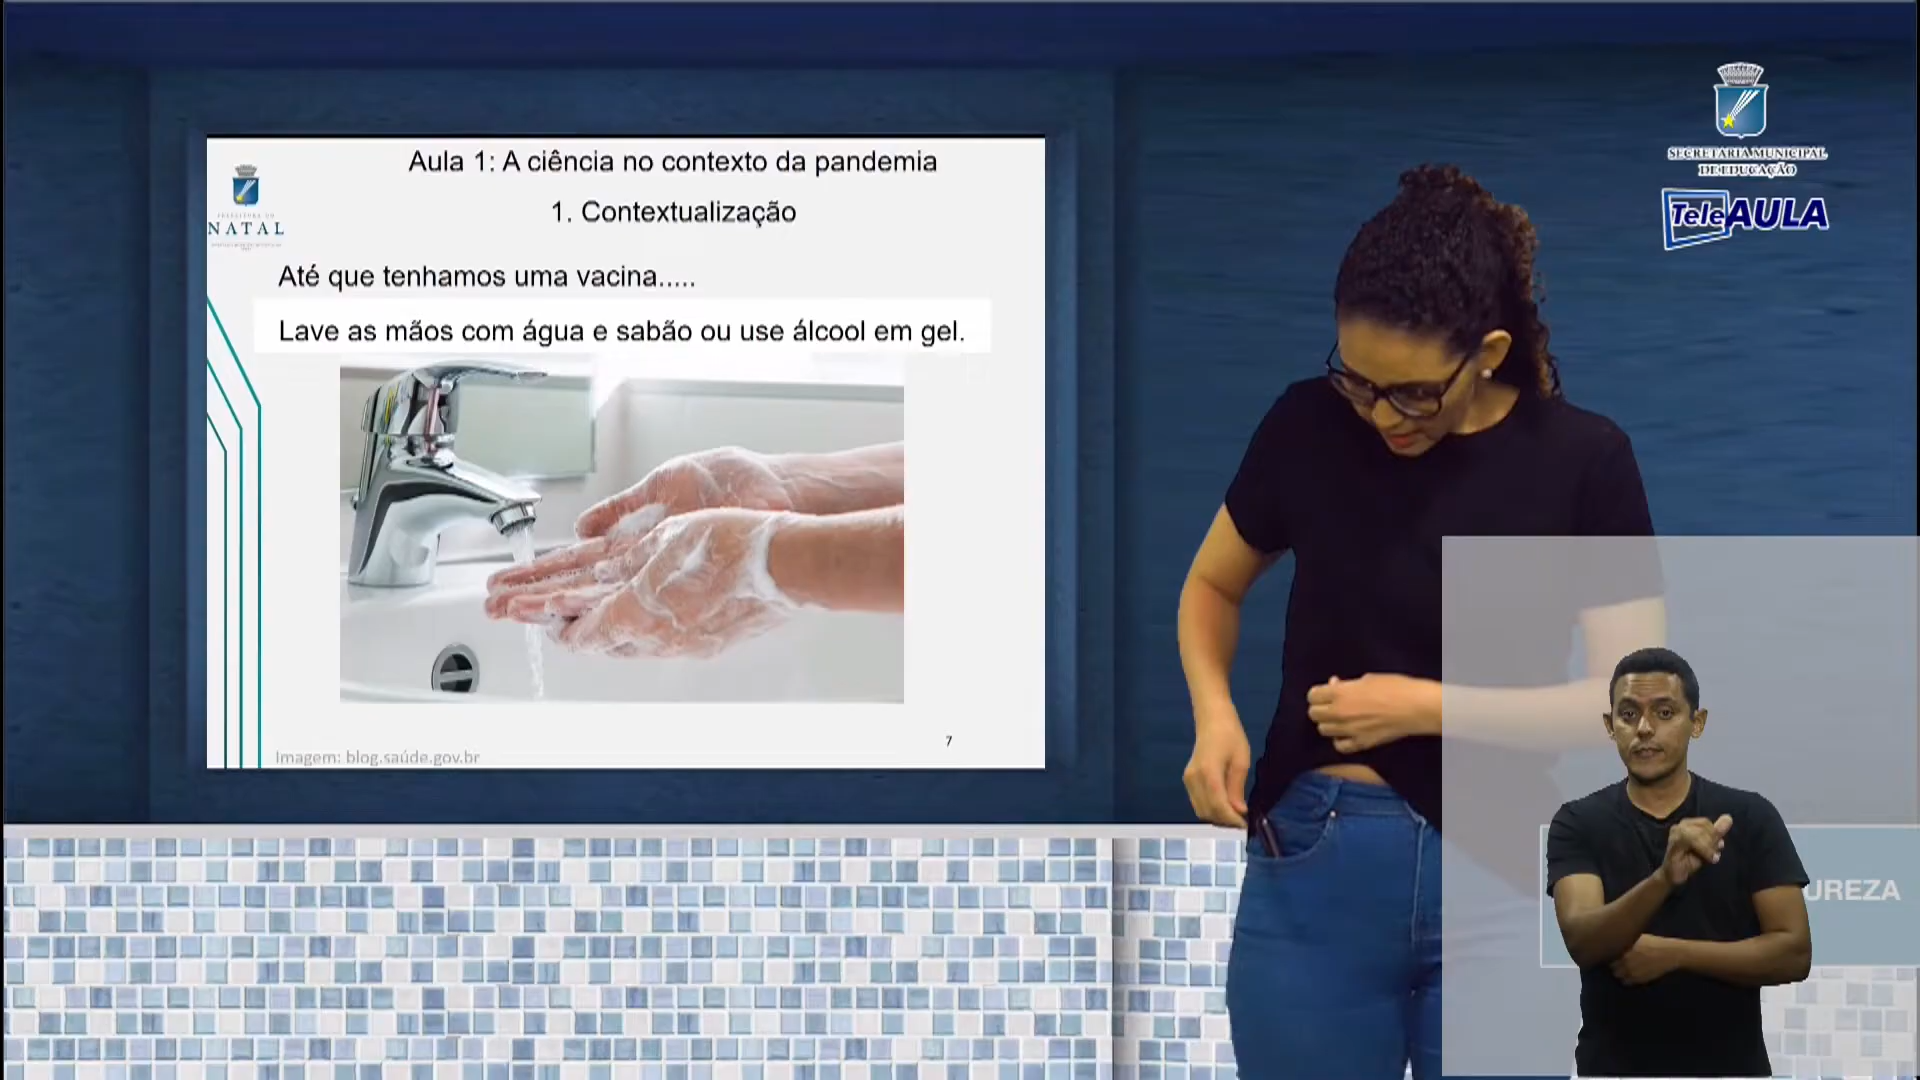 Aula 1: A ciência no contexto da pandemia
1. Contextualização
NATAL
Até que tenhamos uma vacina.....
Lave as mãos com água e sabão ou use álcool em gel.
Imagem: blog.saúde.gov.br
7
SECRETARIA MUNICIPAL
DE EDUCAÇÃO
TeleAULA
UREZA